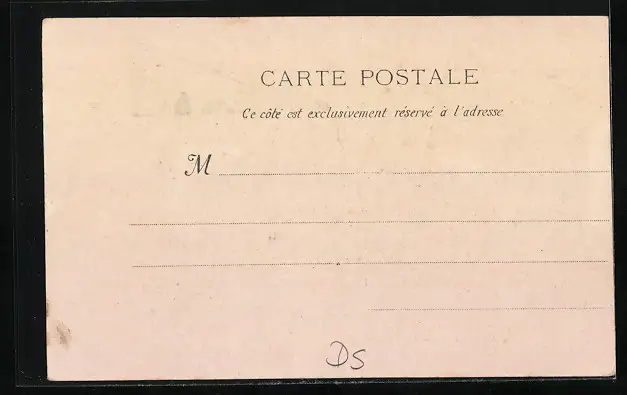 CARTE POSTALE
Ce côté est exclusivement réservé à l'adresse
M
DS